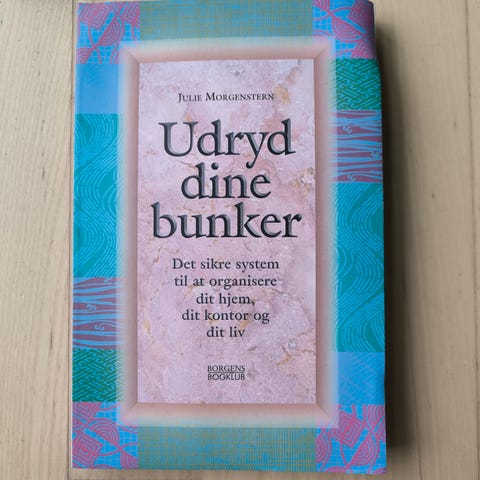 Julie Morgenstern
Udryd
dine
bunker
Det sikre system
til at organisere
dit hjem,
dit kontor og
dit liv
BORGENS
BOGKLUB